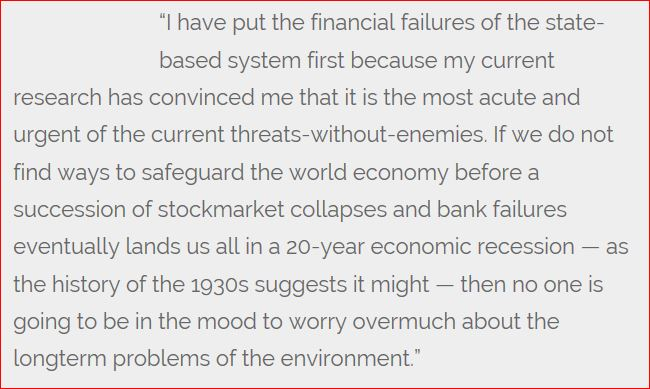 “I have put the financial failures of the state-
based system first because my current
research has convinced me that it is the most acute and
urgent of the current threats-without-enemies. If we do not
find ways to safeguard the world economy before a
succession of stockmarket collapses and bank failures
eventually lands us all in a 20-year economic recession — as
the history of the 1930s suggests it might — then no one is
going to be in the mood to worry overmuch about the
longterm problems of the environment.”